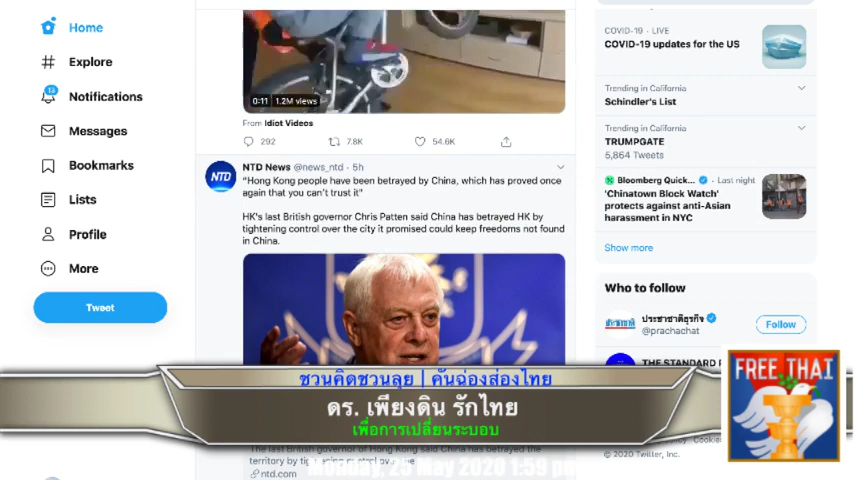 Home
Explore
13
Notifications
Messages
Bookmarks
Lists
Profile
More
Tweet
0:11 1.2M views
From Idiot Videos
292 7.8K 54.6K
NTD
NTD News @news_ntd · 5h
“Hong Kong people have been betrayed by China, which has proved once
again that you can't trust it"
HK's last British governor Chris Patten said China has betrayed HK by
tightening control over the city it promised could keep freedoms not found
in China.
The last British governor of Hong Kong said China has betrayed the
territory by
ntd.com
COVID-19 · LIVE
COVID-19 updates for the US
Trending in California
Schindler's List
Trending in California
TRUMPGATE
5,864 Tweets
Bloomberg Quick... · Last night
'Chinatown Block Watch'
protects against anti-Asian
harassment in NYC
Show more
Who to follow
ประชาชาติธุรกิจ
@prachachat
Follow
THE STANDARD
Cookies
© 2020 Twitter, Inc.
ชวนคิดชวนลุย | คันฉ่องส่องไทย
ดร. เพียงดิน รักไทย
เพื่อการเปลี่ยนระบอบ
FREE THAI
Monday, 25 May 2020 1:59 pm